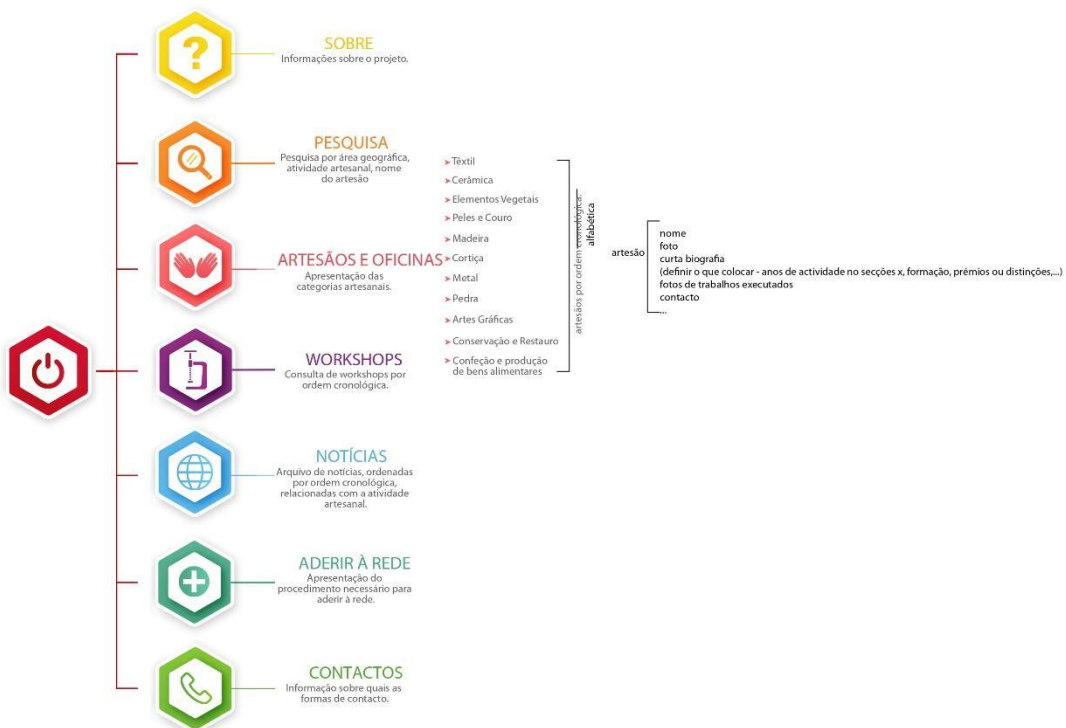 SOBRE
Informações sobre o projeto.
PESQUISA
Pesquisa por área geográfica,
atividade artesanal, nome
do artesão
ARTESÃOS E OFICINAS
Apresentação das
categorias artesanais.
➤Têxtil
➤Cerâmica
➤Elementos Vegetais
➤Peles e Couro
➤Madeira
➤Cortiça
➤Metal
➤Pedra
➤Artes Gráficas
➤Conservação e Restauro
➤Confeção e produção
de bens alimentares
artesãos por ordem cronológica.
alfabética
artesão
nome
foto
curta biografia
(definir o que colocar - anos de actividade no secções x, formação, prémios ou distinções,...)
fotos de trabalhos executados
contacto
...
WORKSHOPS
Consulta de workshops por
ordem cronológica.
NOTÍCIAS
Arquivo de notícias, ordenadas
por ordem cronológica,
relacionadas com a atividade
artesanal.
ADERIR À REDE
Apresentação do
procedimento necessário para
aderir à rede.
CONTACTOS
Informação sobre quais as
formas de contacto.